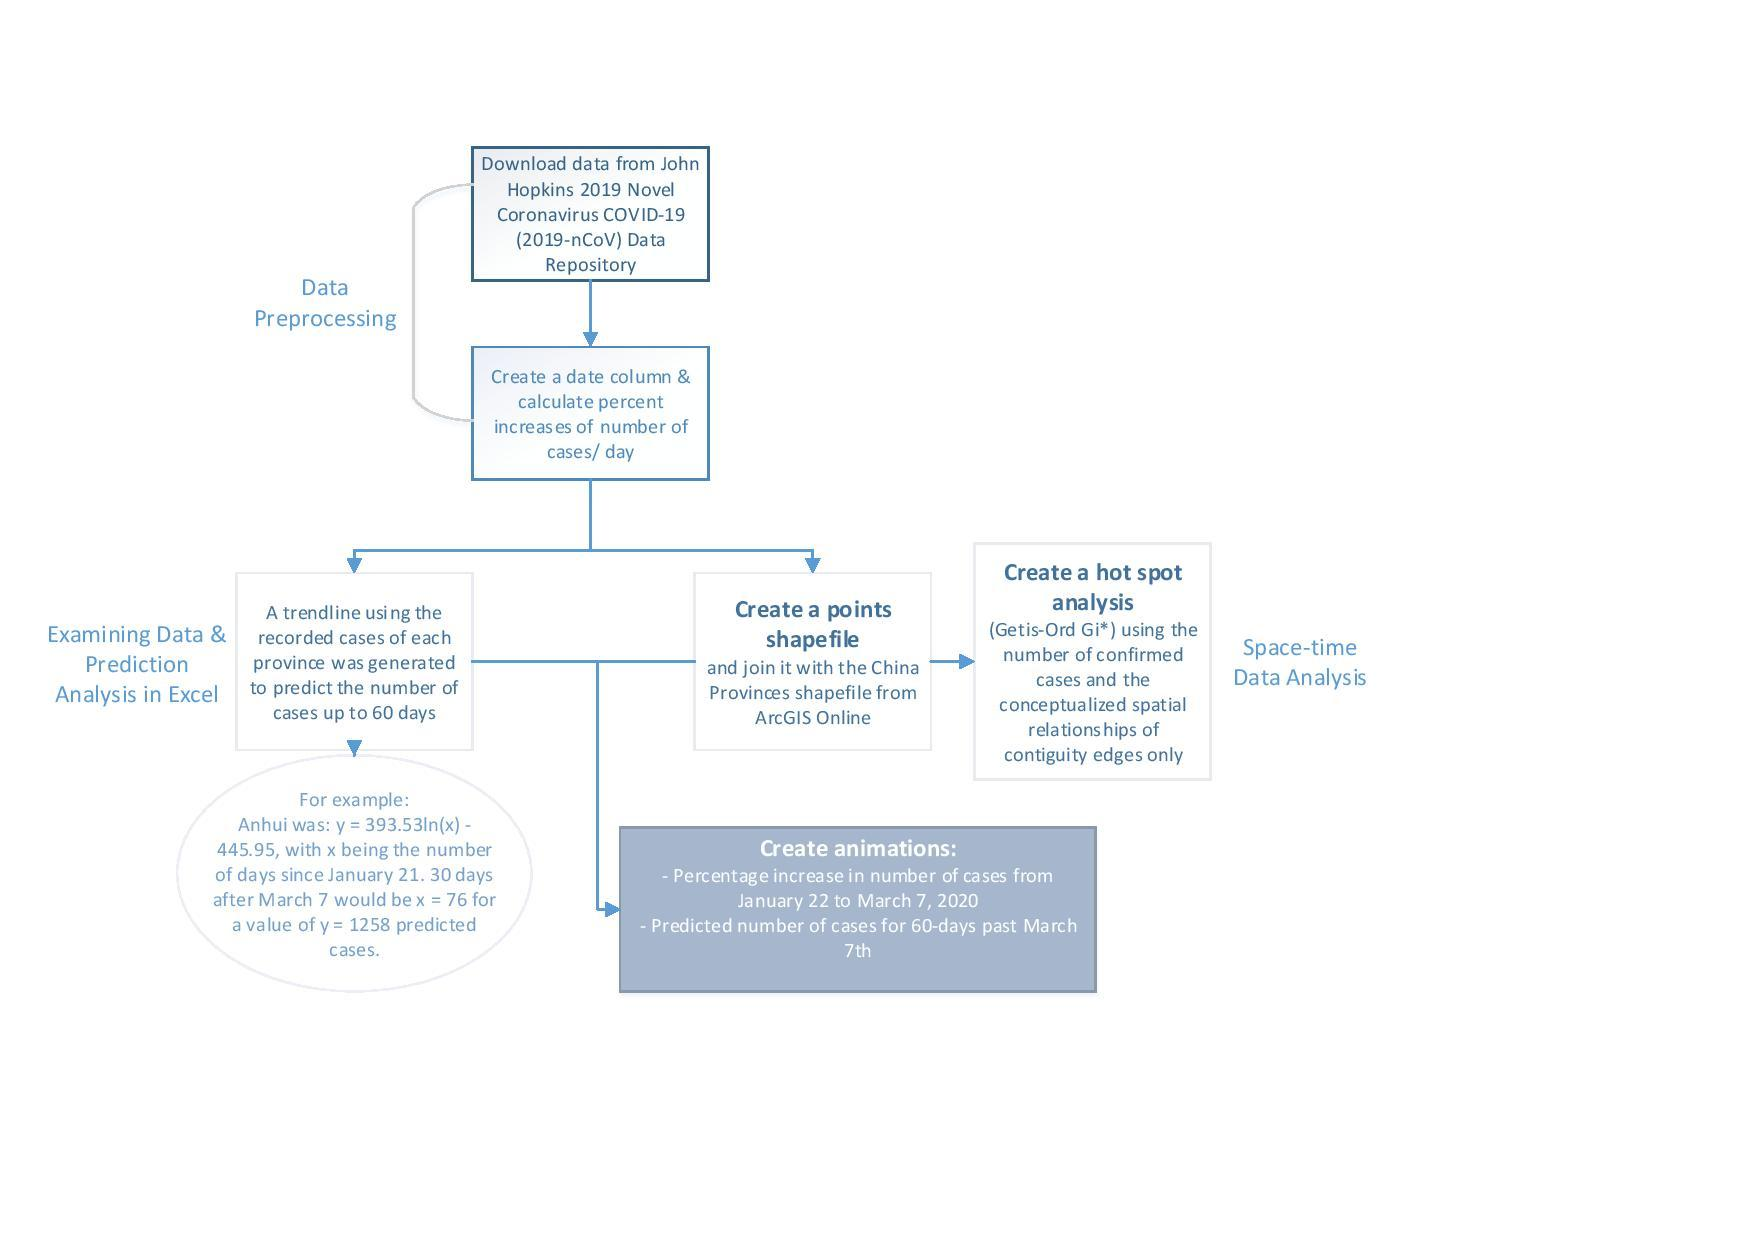 Download data from John
Hopkins 2019 Novel
Coronavirus COVID-19
(2019-nCoV) Data
Repository
Data
Preprocessing
Create a date column &
calculate percent
increases of number of
cases/ day
Examining Data &
Prediction
Analysis in Excel
A trendline using the
recorded cases of each
province was generated
to predict the number of
cases up to 60 days
Create a points
shapefile
and join it with the China
Provinces shapefile from
ArcGIS Online
Create a hot spot
analysis
(Getis-Ord Gi*) using the
number of confirmed
cases and the
conceptualized spatial
relationships of
contiguity edges only
Space-time
Data Analysis
For example:
Anhui was: y = 393.53ln(x) -
445.95, with x being the number
of days since January 21. 30 days
after March 7 would be x = 76 for
a value of y = 1258 predicted
cases.
Create animations:
- Percentage increase in number of cases from
January 22 to March 7, 2020
- Predicted number of cases for 60-days past March
7th